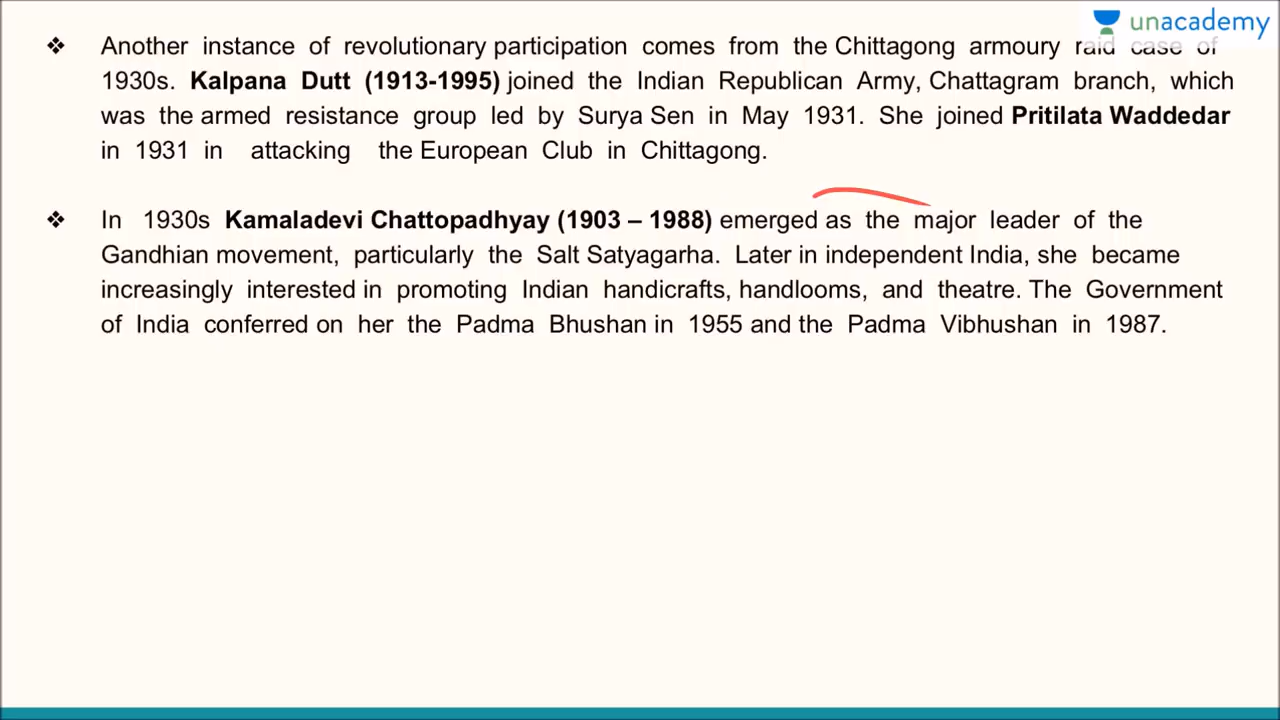 unacademy
❖ Another instance of revolutionary participation comes from the Chittagong armoury raid case of
1930s. Kalpana Dutt (1913-1995) joined the Indian Republican Army, Chattagram branch, which
was the armed resistance group led by Surya Sen in May 1931. She joined Pritilata Waddedar
in 1931 in attacking the European Club in Chittagong.
❖ In 1930s Kamaladevi Chattopadhyay (1903 – 1988) emerged as the major leader of the
Gandhian movement, particularly the Salt Satyagarha. Later in independent India, she became
increasingly interested in promoting Indian handicrafts, handlooms, and theatre. The Government
of India conferred on her the Padma Bhushan in 1955 and the Padma Vibhushan in 1987.